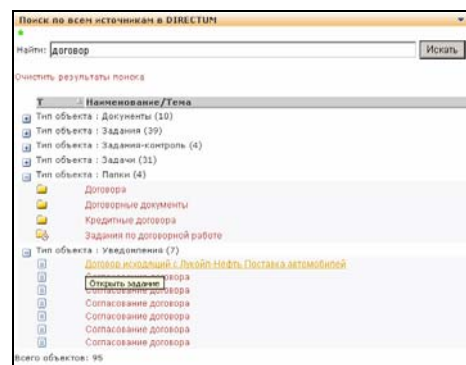 Поиск по всем источникам в DIRECTUM
Найти: договор Искать
Очистить результаты поиска
Т Наименование/Тема
Тип объекта : Документы (10)
Тип объекта : Задания (39)
Тип объекта : Задания-контроль (4)
Тип объекта : Задачи (31)
Тип объекта : Папки (4)
Договора
Договорные документы
Кредитные договора
Задания по договорной работе
Тип объекта : Уведомления (7)
Договор исходящий с Лукойл-Нефть Поставка автомобилей
Согласование договора
Открыть задание
Согласование договора
Согласование договора
Согласование договора
Согласование договора
Согласование договора
Всего объектов: 95